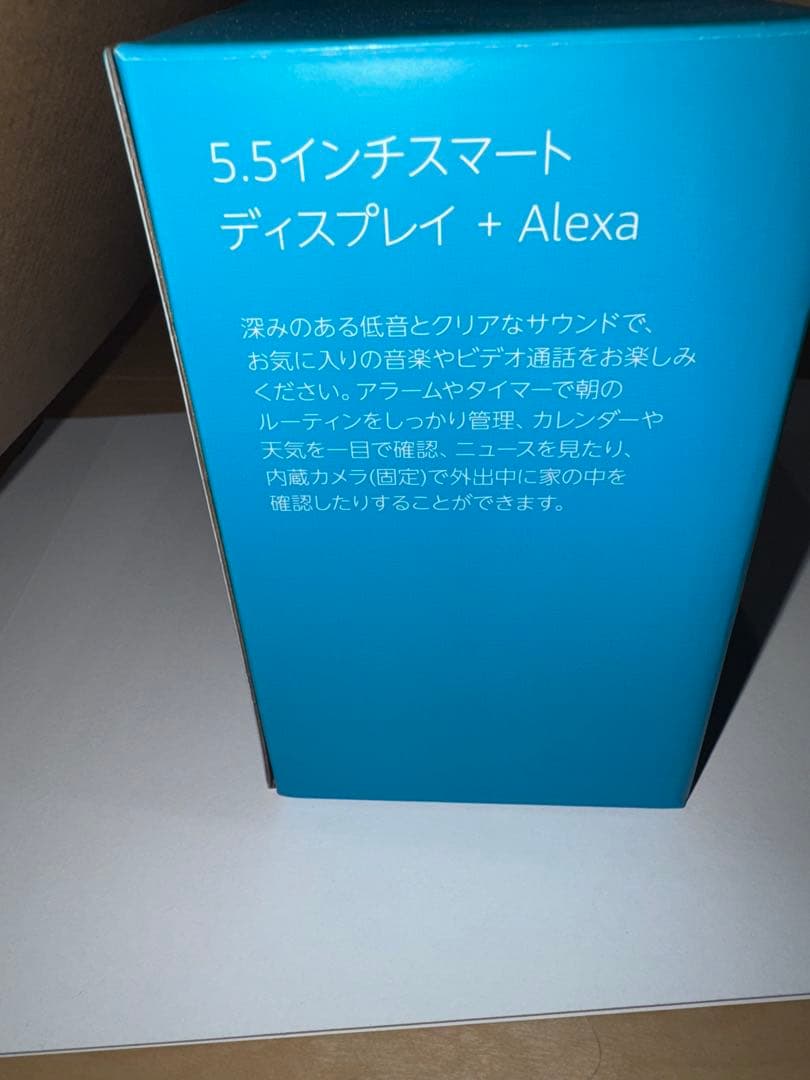 5.5インチスマート
ディスプレイ + Alexa
深みのある低音とクリアなサウンドで、
お気に入りの音楽やビデオ通話をお楽しみ
ください。アラームやタイマーで朝の
ルーティンをしっかり管理、カレンダーや
天気を一目で確認、ニュースを見たり、
内蔵カメラ(固定)で外出中に家の中を
確認したりすることができます。